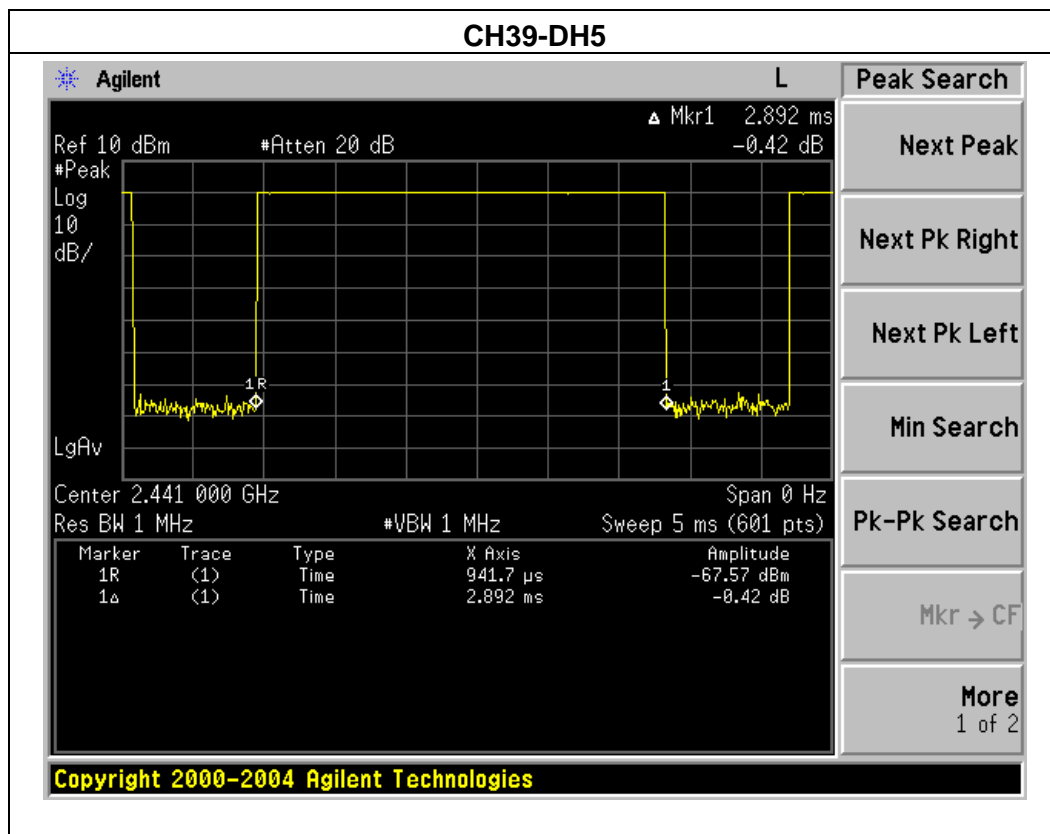 CH39-DH5
Agilent L Peak Search
Δ Mkr1 2.892 ms
Ref 10 dBm #Atten 20 dB -0.42 dB
#Peak
Log
10
dB/
1R
1
LgAv
Center 2.441 000 GHz Span 0 Hz
Res BW 1 MHz #VBW 1 MHz Sweep 5 ms (601 pts)
Marker Trace Type X Axis Amplitude
1R (1) Time 941.7 µs -67.57 dBm
1Δ (1) Time 2.892 ms -0.42 dB
Next Peak
Next Pk Right
Next Pk Left
Min Search
Pk-Pk Search
Mkr → CF
More
1 of 2
Copyright 2000-2004 Agilent Technologies